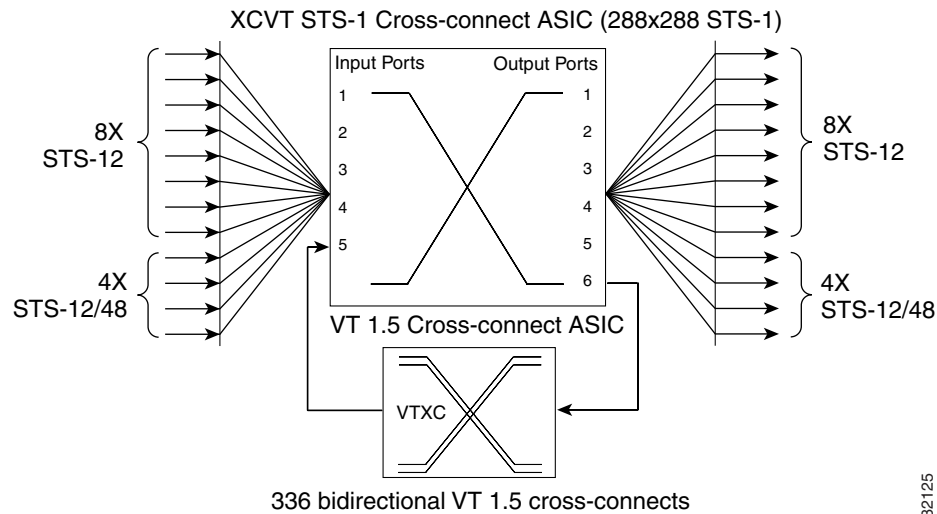 XCVT STS-1 Cross-connect ASIC (288x288 STS-1)
Input Ports
Output Ports
1
2
3
4
5
1
2
3
4
5
6
8X
STS-12
4X
STS-12/48
8X
STS-12
4X
STS-12/48
VT 1.5 Cross-connect ASIC
VTXC
336 bidirectional VT 1.5 cross-connects